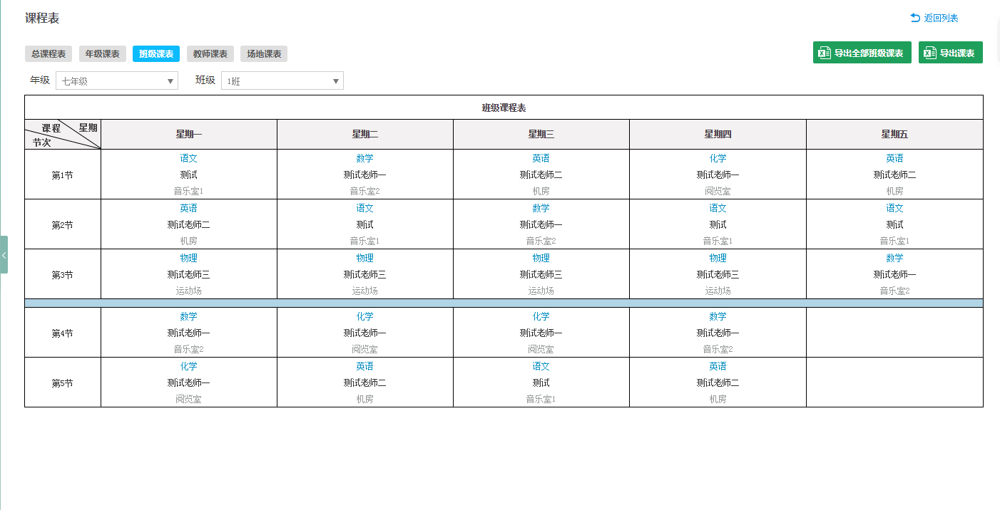 课程表
返回列表
总课程表 年级课表 班级课表 教师课表 场地课表
导出全部班级课表 导出课表
年级 七年级 班级 1班
班级课程表
课程 星期 节次 星期一 星期二 星期三 星期四 星期五
语文 数学 英语 化学 英语
第1节 测试 测试老师一 测试老师二 测试老师一 测试老师二
音乐室1 音乐室2 机房 阅览室 机房
英语 语文 数学 语文 语文
第2节 测试老师二 测试 测试老师一 测试 测试
机房 音乐室1 音乐室2 音乐室1 音乐室1
物理 物理 物理 物理 数学
第3节 测试老师三 测试老师三 测试老师三 测试老师三 测试老师一
运动场 运动场 运动场 运动场 音乐室2
数学 化学 化学 数学
第4节 测试老师一 测试老师一 测试老师一 测试老师一
音乐室2 阅览室 阅览室 音乐室2
化学 英语 语文 英语
第5节 测试老师一 测试老师二 测试 测试老师二
阅览室 机房 音乐室1 机房